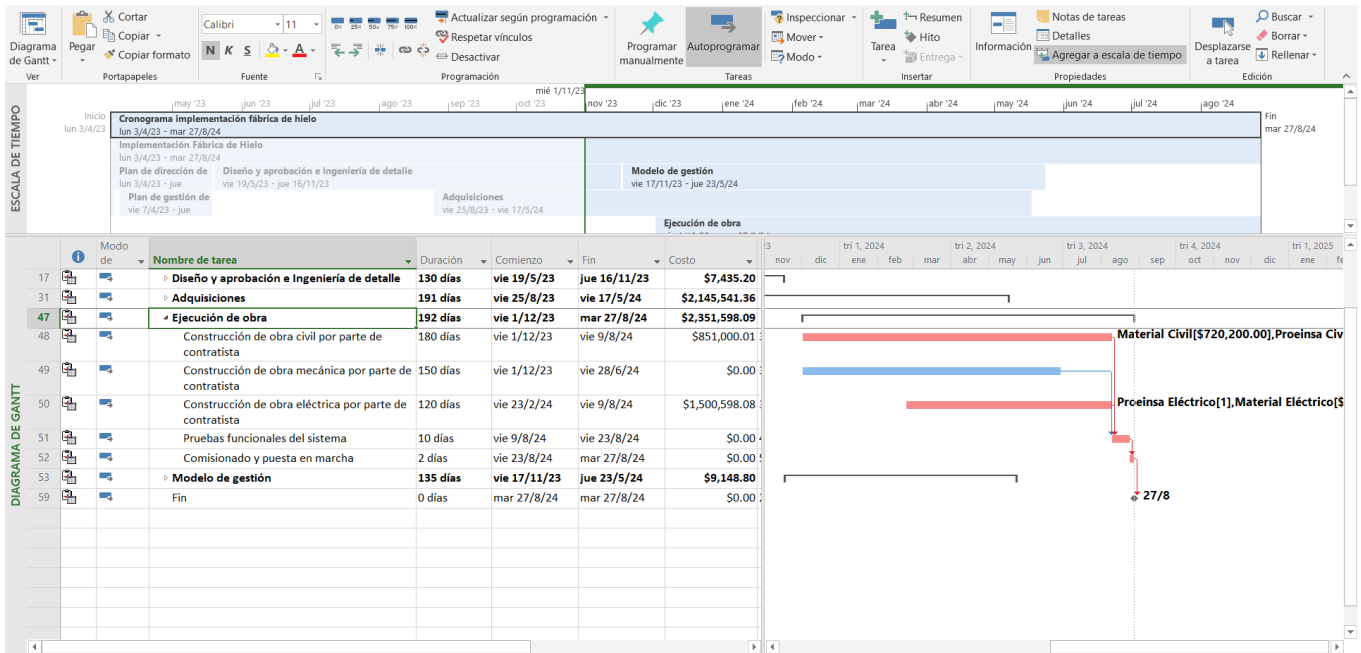 Cortar
Copiar
Copiar formato
Diagrama
de Gantt
Pegar
Calibri
11
N K S
0× 25× 50× 75× 100×
Actualizar según programación
Respetar vínculos
Desactivar
Programar
manualmente
Autoprogramar
Inspeccionar
Mover
Modo
Tarea
Resumen
Hito
Entrega
Información
Notas de tareas
Detalles
Agregar a escala de tiempo
Desplazarse
a tarea
Buscar
Borrar
Rellenar
Ver
Portapapeles
Fuente
Programación
Tareas
Insertar
Propiedades
Edición
ESCALA DE TIEMPO
mié 1/11/23
may '23 jun '23 jul '23 ago '23 sep '23 oct '23 nov '23 dic '23 ene '24 feb '24 mar '24 abr '24 may '24 jun '24 jul '24 ago '24
Inicio
lun 3/4/23
Fin
mar 27/8/24
Cronograma implementación fábrica de hielo
lun 3/4/23 - mar 27/8/24
Implementación Fábrica de Hielo
lun 3/4/23 - mar 27/8/24
Plan de dirección de
lun 3/4/23 - jue
Diseño y aprobación e Ingeniería de detalle
vie 19/5/23 - jue 16/11/23
Modelo de gestión
vie 17/11/23 - jue 23/5/24
Plan de gestión de
vie 7/4/23 - jue
Adquisiciones
vie 25/8/23 - vie 17/5/24
Ejecución de obra
DIAGRAMA DE GANTT
Modo
de
Nombre de tarea Duración Comienzo Fin Costo
17 Diseño y aprobación e Ingeniería de detalle 130 días vie 19/5/23 jue 16/11/23 $7,435.20
31 Adquisiciones 191 días vie 25/8/23 vie 17/5/24 $2,145,541.36
47 Ejecución de obra 192 días vie 1/12/23 mar 27/8/24 $2,351,598.09
48 Construcción de obra civil por parte de 180 días vie 1/12/23 vie 9/8/24 $851,000.01
contratista
49 Construcción de obra mecánica por parte de 150 días vie 1/12/23 vie 28/6/24 $0.00
contratista
50 Construcción de obra eléctrica por parte de 120 días vie 23/2/24 vie 9/8/24 $1,500,598.08
contratista
51 Pruebas funcionales del sistema 10 días vie 9/8/24 vie 23/8/24 $0.00
52 Comisionado y puesta en marcha 2 días vie 23/8/24 mar 27/8/24 $0.00
53 Modelo de gestión 135 días vie 17/11/23 jue 23/5/24 $9,148.80
59 Fin 0 días mar 27/8/24 mar 27/8/24 $0.00
tri 1, 2024 tri 2, 2024 tri 3, 2024 tri 4, 2024 tri 1, 2025
nov dic ene feb mar abr may jun jul ago sep oct nov dic ene
Material Civil[$720,200.00],Proeinsa Civ
Proeinsa Eléctrico[1],Material Eléctrico[$
27/8